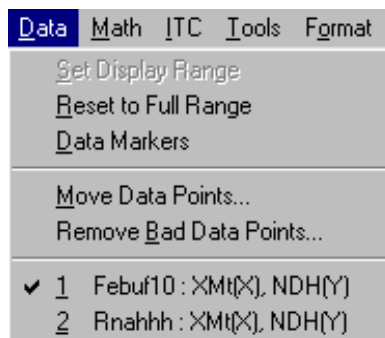 Data Math ITC Tools Format
Set Display Range
Reset to Full Range
Data Markers
Move Data Points...
Remove Bad Data Points...
✔ 1 Febuf10 : XMt(X), NDH(Y)
2 Rnahhh : XMt(X), NDH(Y)